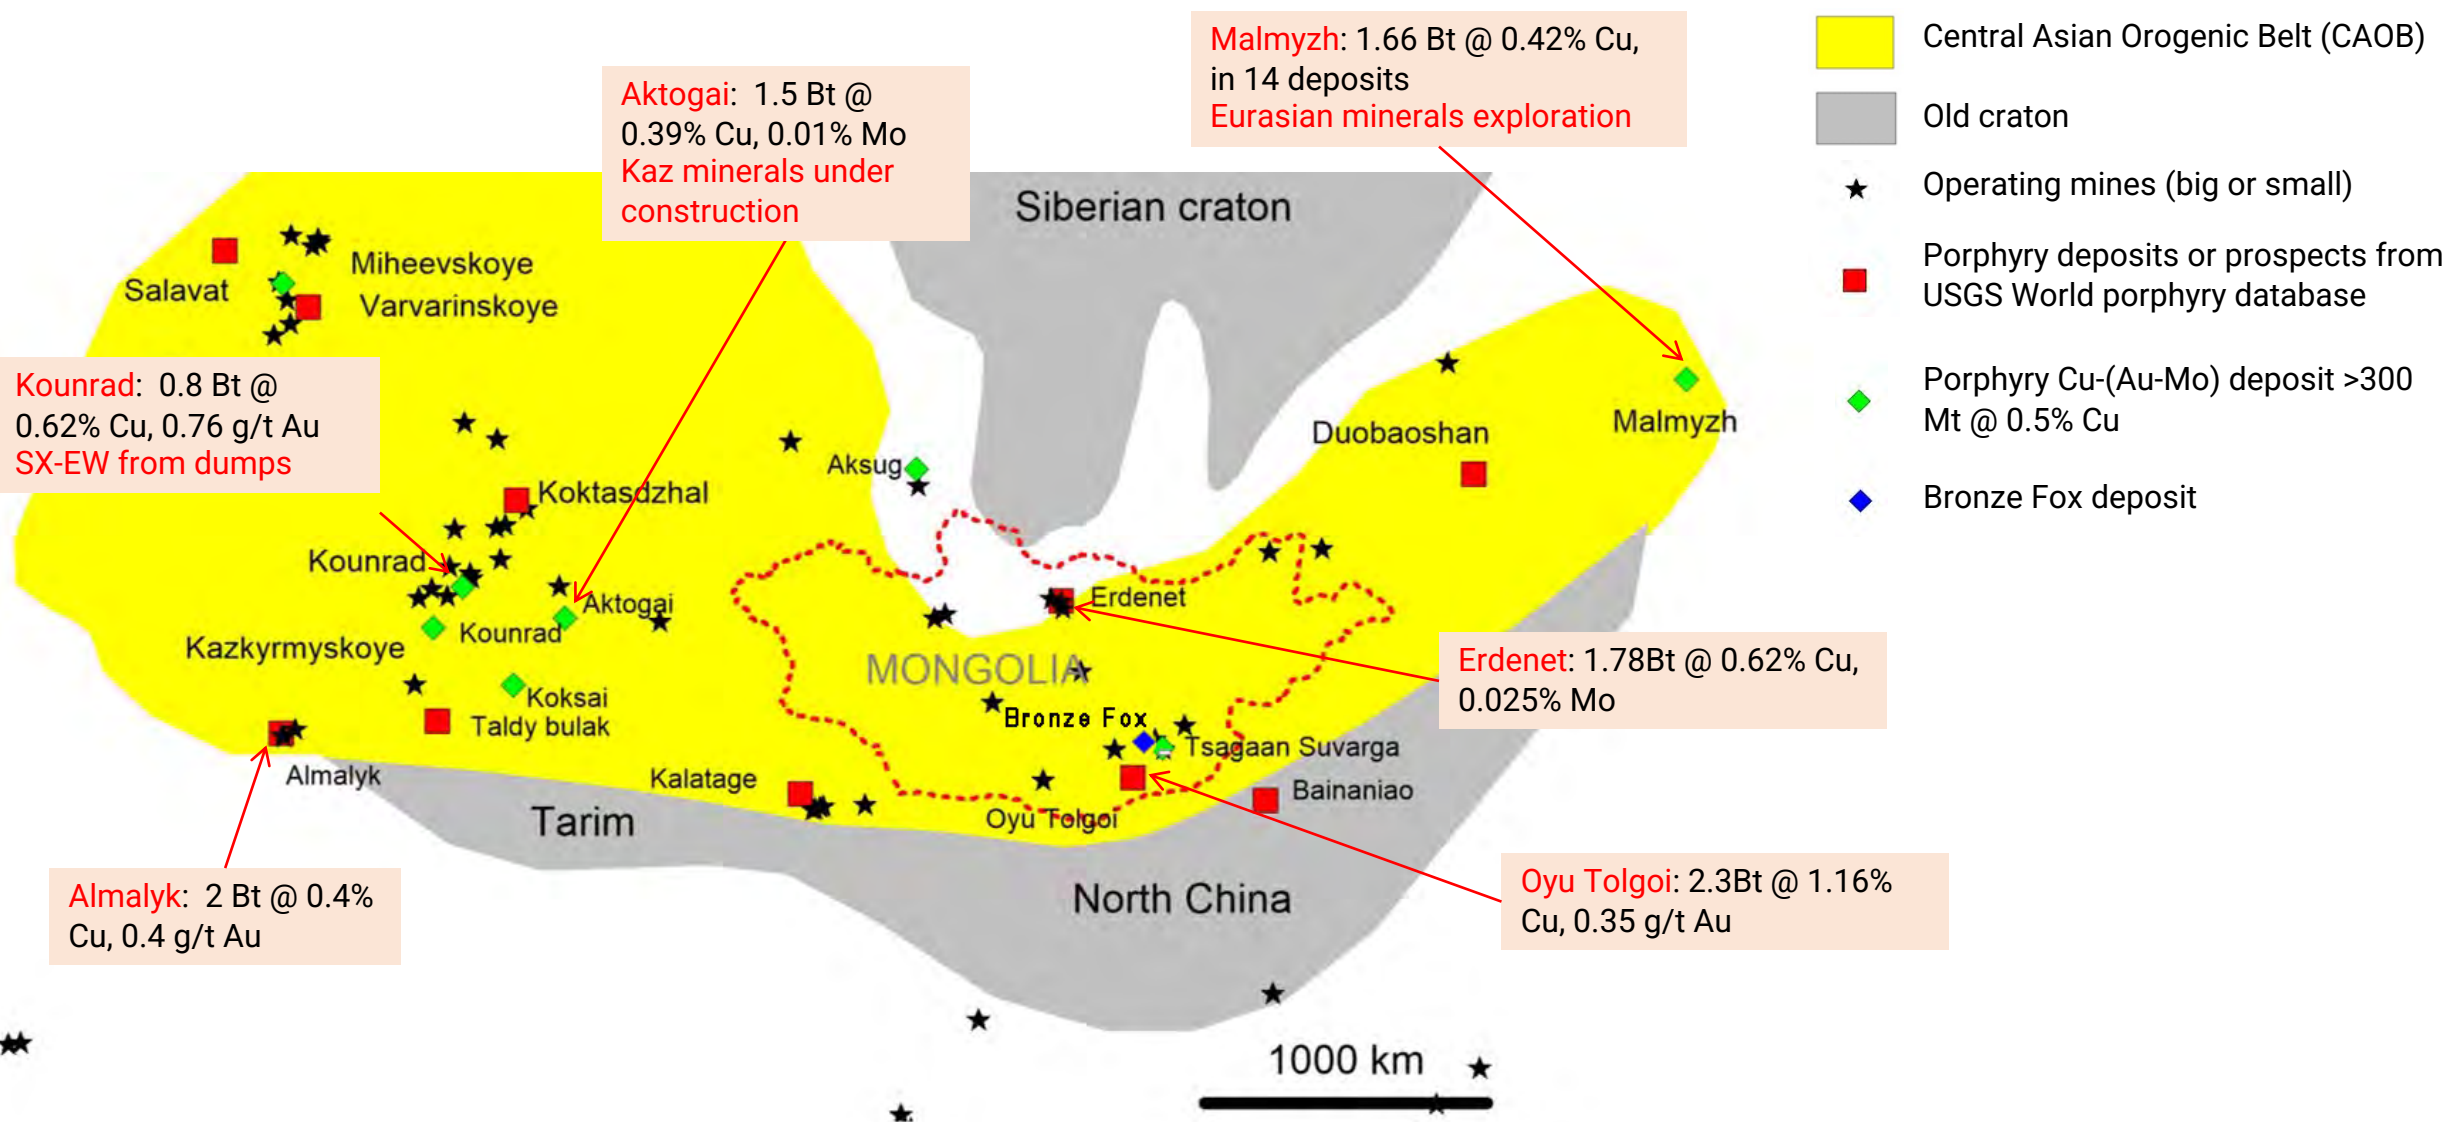 Malmyzh: 1.66 Bt @ 0.42% Cu,
in 14 deposits
Eurasian minerals exploration
Central Asian Orogenic Belt (CAOB)
Old craton
Operating mines (big or small)
Porphyry deposits or prospects from
USGS World porphyry database
Porphyry Cu-(Au-Mo) deposit >300
Mt @ 0.5% Cu
Bronze Fox deposit
Aktogai: 1.5 Bt @
0.39% Cu, 0.01% Mo
Kaz minerals under
construction
Siberian craton
Miheevskoye
Salavat
Varvarinskoye
Kounrad: 0.8 Bt @
0.62% Cu, 0.76 g/t Au
SX-EW from dumps
Malmyzh
Duobaoshan
Aksug
Koktasdzhal
Kounrad
Aktogai
Erdenet
Kounrad
Kazkyrmyskoye
MONGOLIA
Erdenet: 1.78Bt @ 0.62% Cu,
0.025% Mo
Koksai
Taldy bulak
Bronze Fox
Tsagaan Suvarga
Almalyk
Kalatage
Bainaniao
Tarim
Oyu Tolgoi
Almalyk: 2 Bt @ 0.4%
Cu, 0.4 g/t Au
North China
Oyu Tolgoi: 2.3Bt @ 1.16%
Cu, 0.35 g/t Au
1000 km